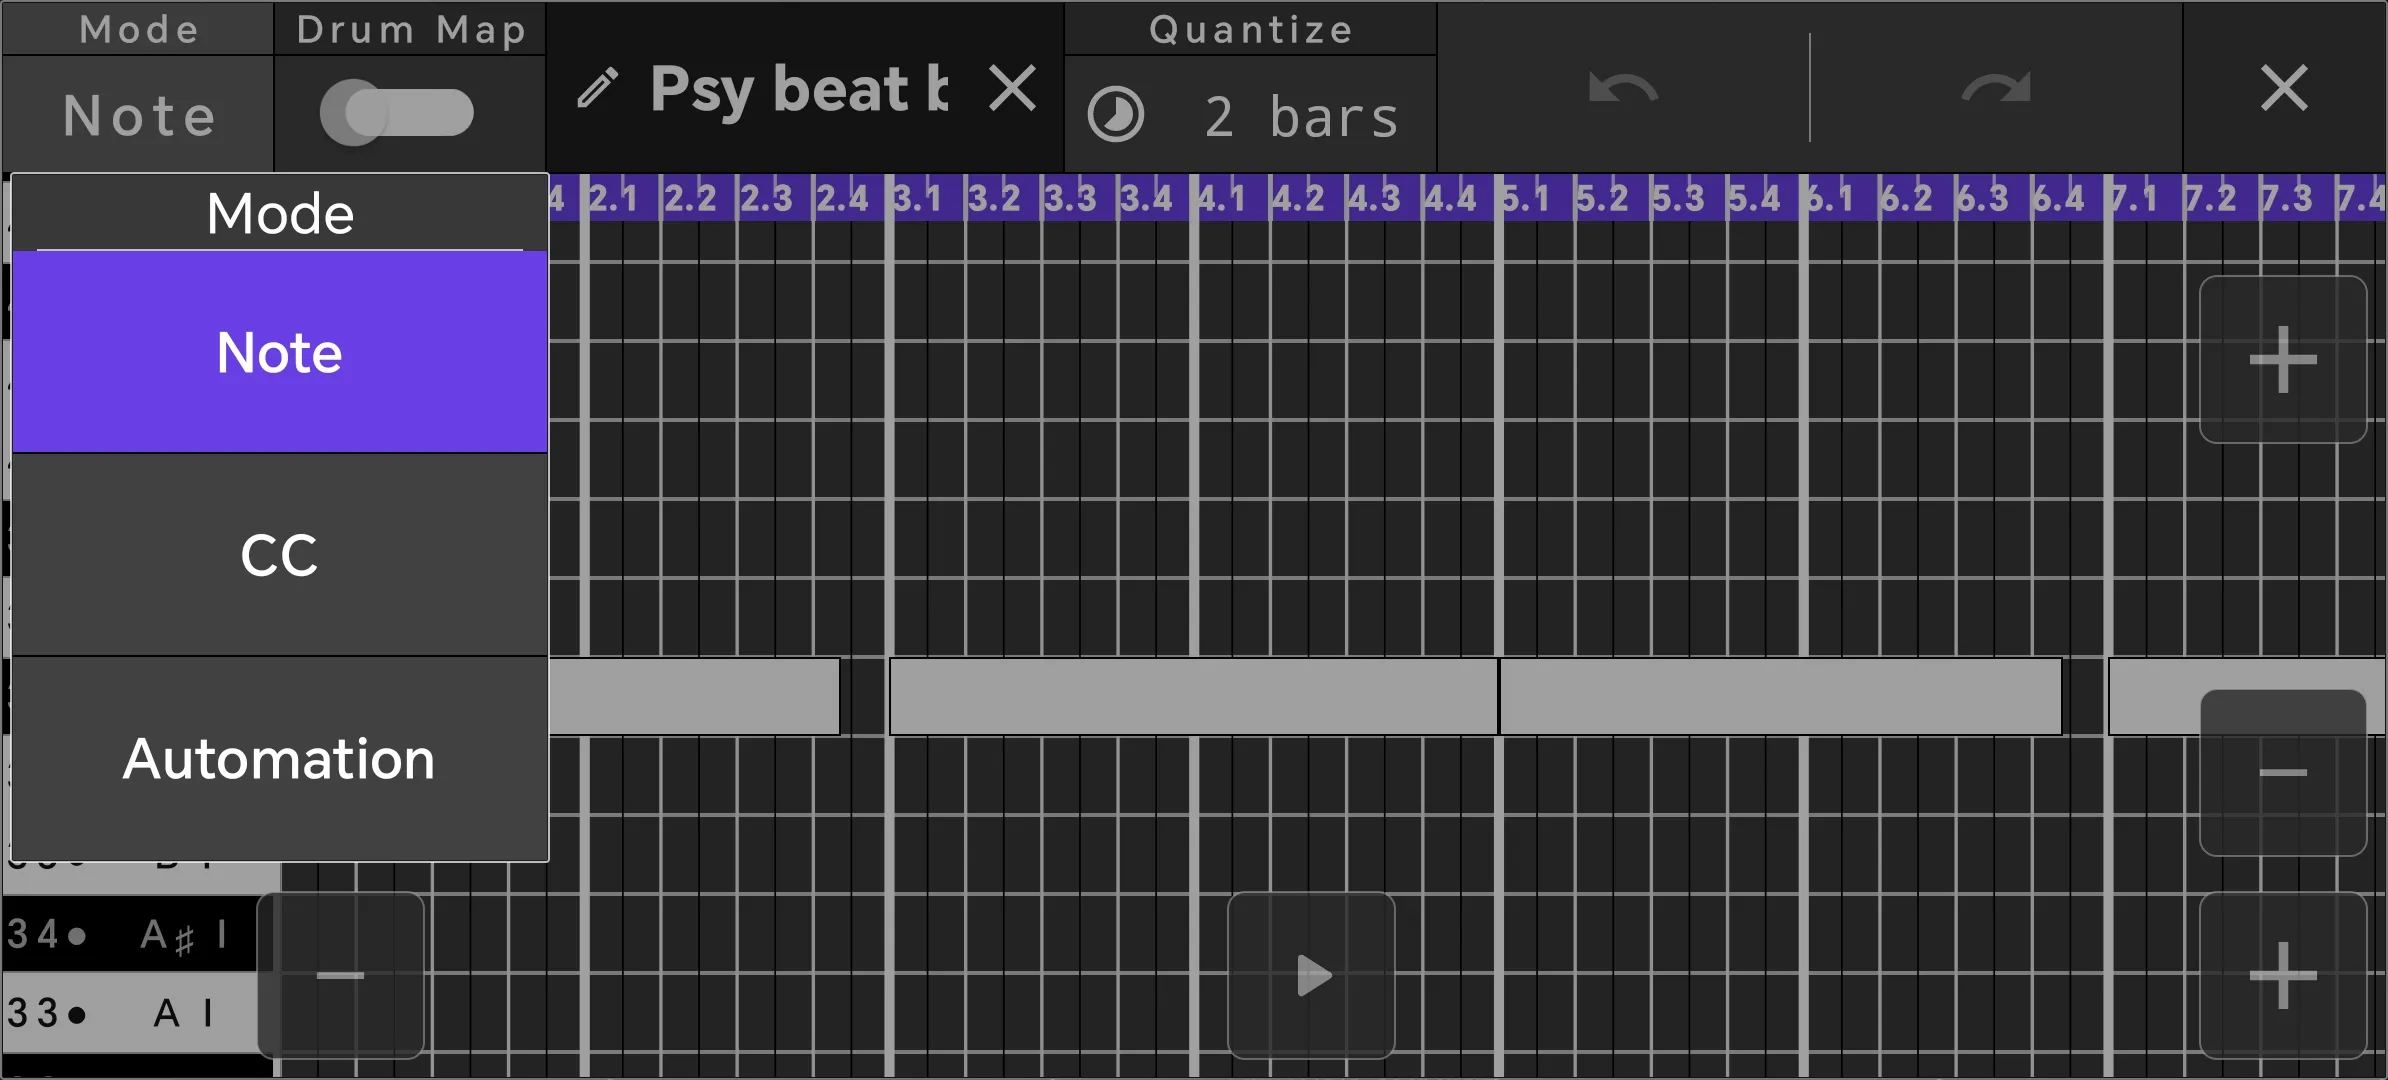 Mode
Drum Map
Quantize
Note
Psy beat b
2 bars
Mode
4 2.1 2.2 2.3 2.4 3.1 3.2 3.3 3.4 4.1 4.2 4.3 4.4 5.1 5.2 5.3 5.4 6.1 6.2 6.3 6.4 7.1 7.2 7.3 7.4
Note
CC
Automation
34● A♯ I
33● A I